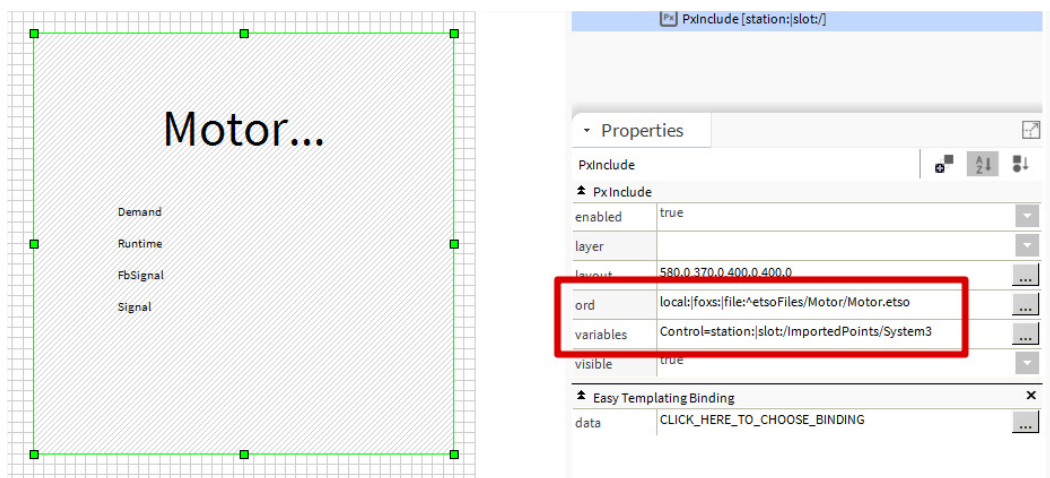 Motor...
Demand
Runtime
FbSignal
Signal
Px PxInclude [station:|slot:/]
Properties
PxInclude
PxInclude
enabled true
layer
layout 580.0,370.0,400.0,400.0
ord local:|foxs:|file:^etsoFiles/Motor/Motor.etso
variables Control=station:|slot:/ImportedPoints/System3
visible true
Easy Templating Binding
data CLICK_HERE_TO_CHOOSE_BINDING